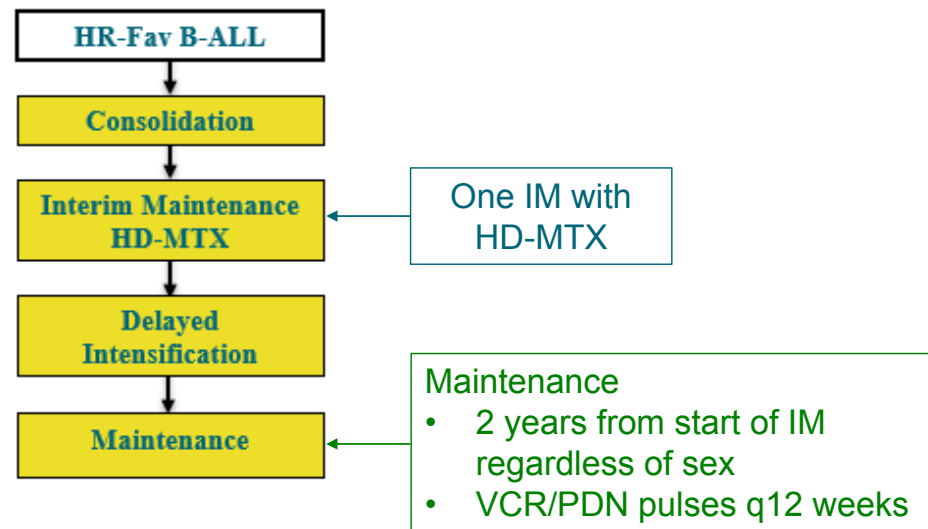 HR-Fav B-ALL
Consolidation
Interim Maintenance
HD-MTX
One IM with
HD-MTX
Delayed
Intensification
Maintenance
Maintenance
• 2 years from start of IM
regardless of sex
• VCR/PDN pulses q12 weeks